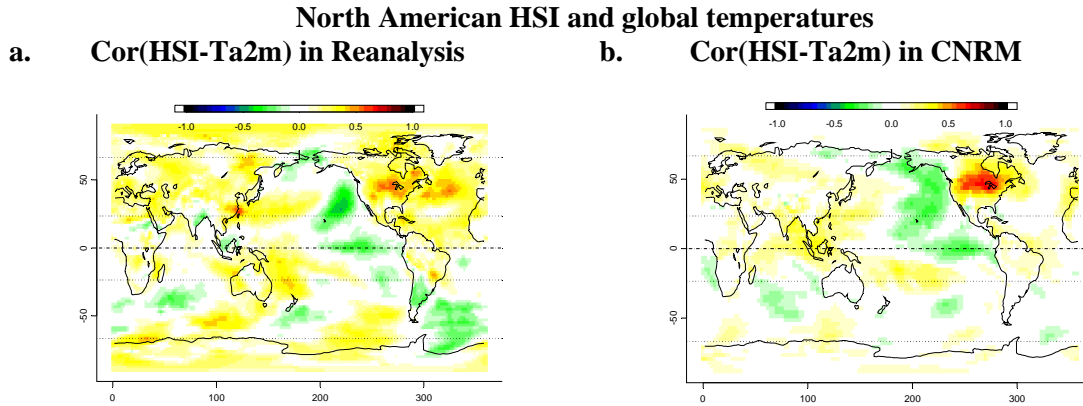 North American HSI and global temperatures
a. Cor(HSI-Ta2m) in Reanalysis
b. Cor(HSI-Ta2m) in CNRM
-1.0 -0.5 0.0 0.5 1.0
-1.0 -0.5 0.0 0.5 1.0
50
0
-50
0 100 200 300
50
0
-50
0 100 200 300